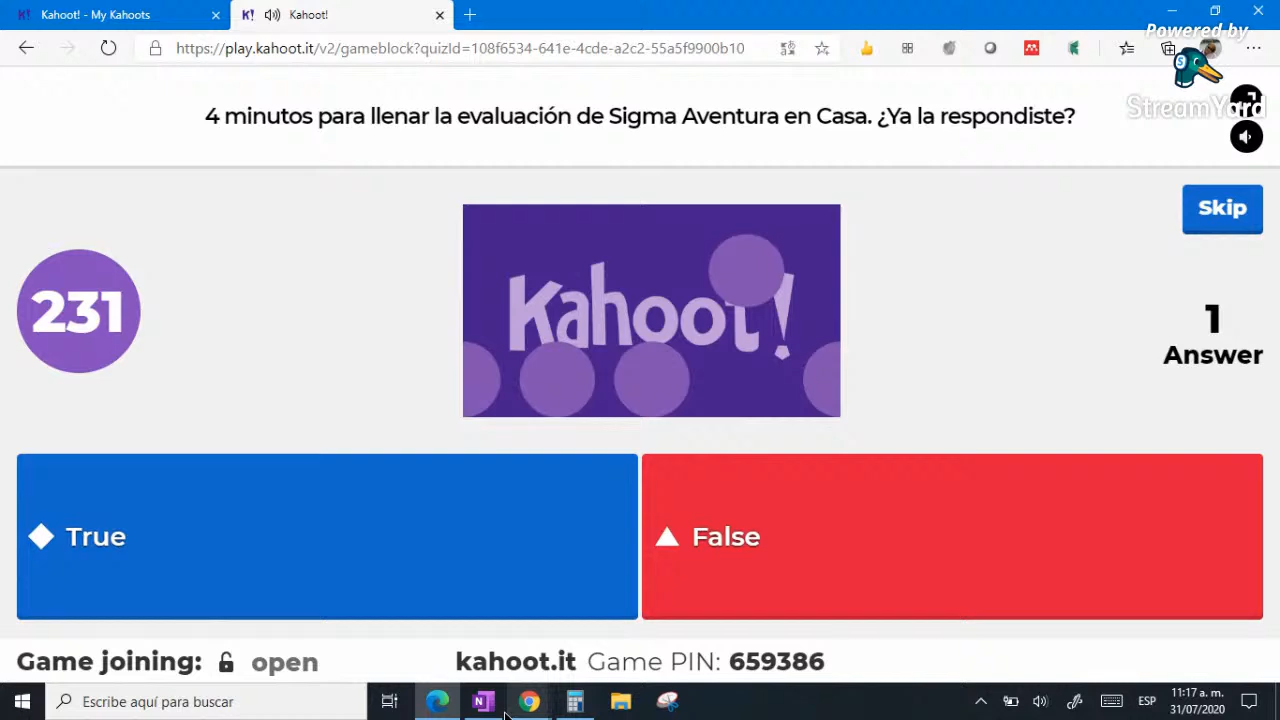 Kahoot! - My Kahoots
Kahoot!
Powered by
https://play.kahoot.it/v2/gameblock?quizId=108f6534-641e-4cde-a2c2-55a5f9900b10
StreamYard
4 minutos para llenar la evaluación de Sigma Aventura en Casa. ¿Ya la respondiste?
Skip
231
Kahoot!
1
Answer
True
False
Game joining: open
kahoot.it Game PIN: 659386
Escribe aquí para buscar
ESP
11:17 a. m.
31/07/2020